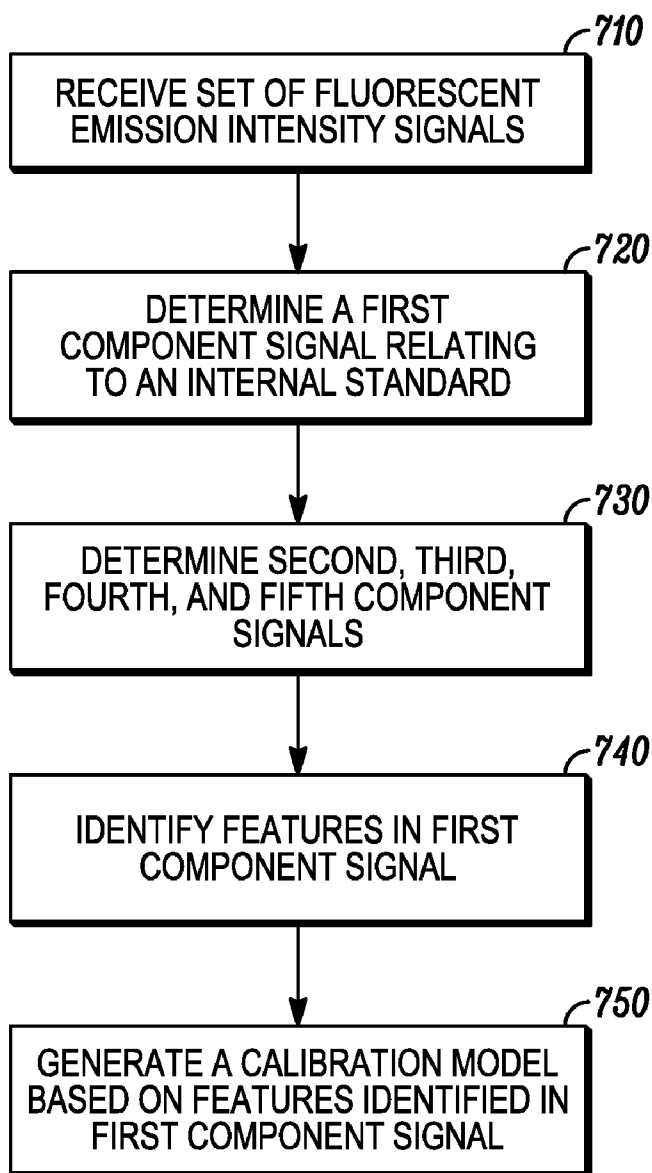 710
RECEIVE SET OF FLUORESCENT
EMISSION INTENSITY SIGNALS
720
DETERMINE A FIRST
COMPONENT SIGNAL RELATING
TO AN INTERNAL STANDARD
730
DETERMINE SECOND, THIRD,
FOURTH, AND FIFTH COMPONENT
SIGNALS
740
IDENTIFY FEATURES IN FIRST
COMPONENT SIGNAL
750
GENERATE A CALIBRATION MODEL
BASED ON FEATURES IDENTIFIED IN
FIRST COMPONENT SIGNAL